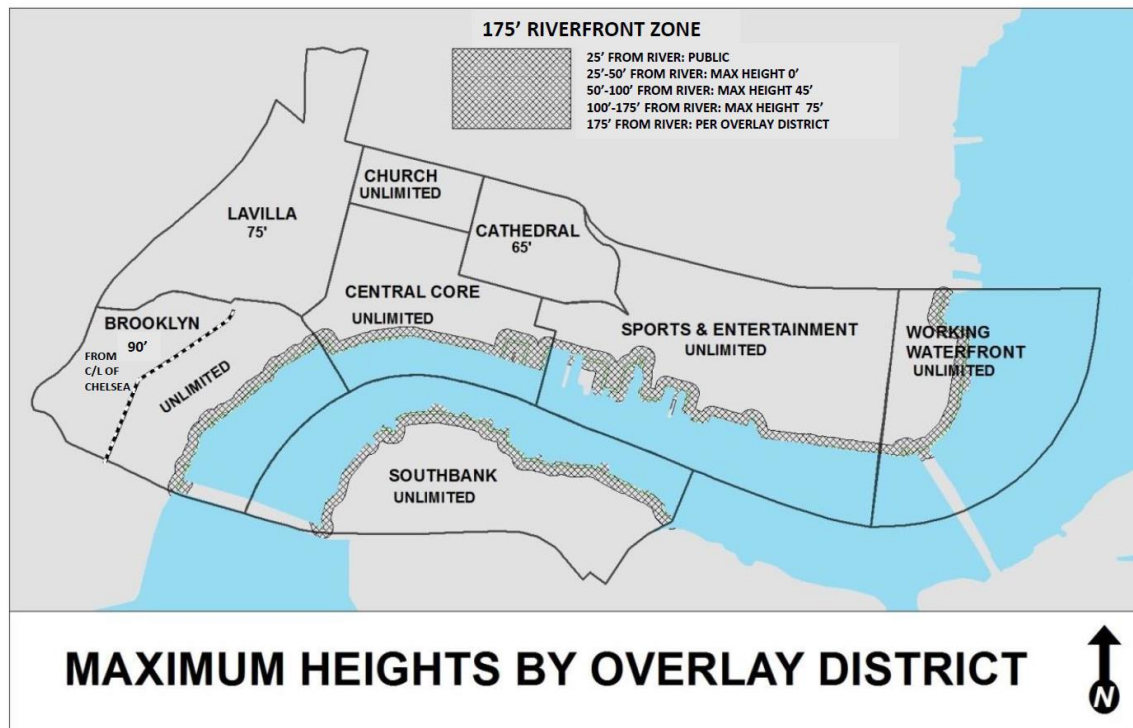 175' RIVERFRONT ZONE
25' FROM RIVER: PUBLIC
25'-50' FROM RIVER: MAX HEIGHT 0'
50'-100' FROM RIVER: MAX HEIGHT 45'
100'-175' FROM RIVER: MAX HEIGHT 75'
175' FROM RIVER: PER OVERLAY DISTRICT
CHURCH
UNLIMITED
LAVILLA
75'
CATHEDRAL
65'
CENTRAL CORE
UNLIMITED
BROOKLYN
90'
FROM
C/L OF
CHELSEA
UNLIMITED
SPORTS & ENTERTAINMENT
UNLIMITED
WORKING
WATERFRONT
UNLIMITED
SOUTHBANK
UNLIMITED
MAXIMUM HEIGHTS BY OVERLAY DISTRICT
N